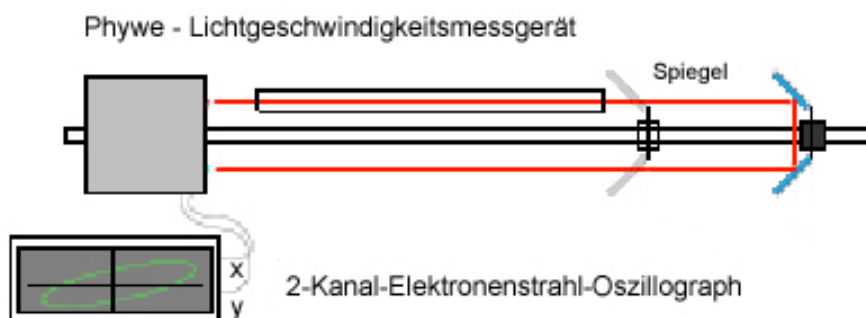 Phywe - Lichtgeschwindigkeitsmessgerät
Spiegel
x
y
2-Kanal-Elektronenstrahl-Oszillograph